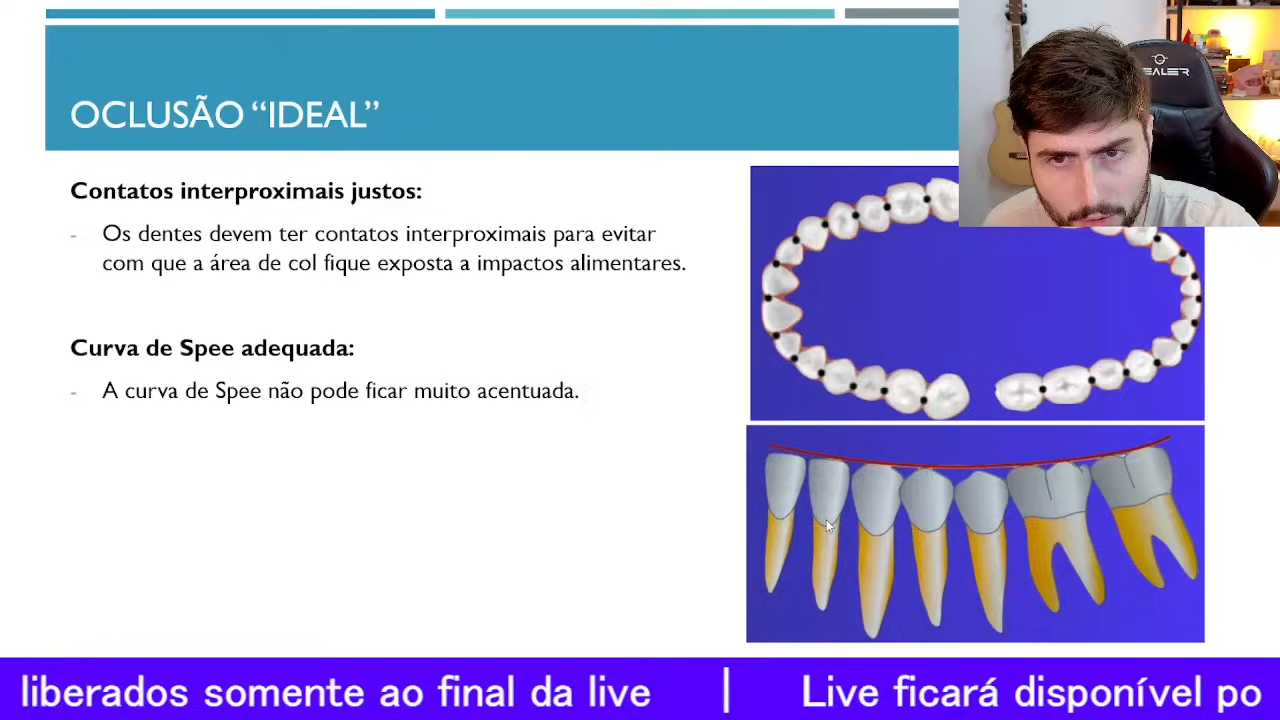 OCLUSÃO “IDEAL”
Contatos interproximais justos:
- Os dentes devem ter contatos interproximais para evitar
com que a área de col fique exposta a impactos alimentares.
Curva de Spee adequada:
- A curva de Spee não pode ficar muito acentuada.
liberados somente ao final da live | Live ficará disponível po